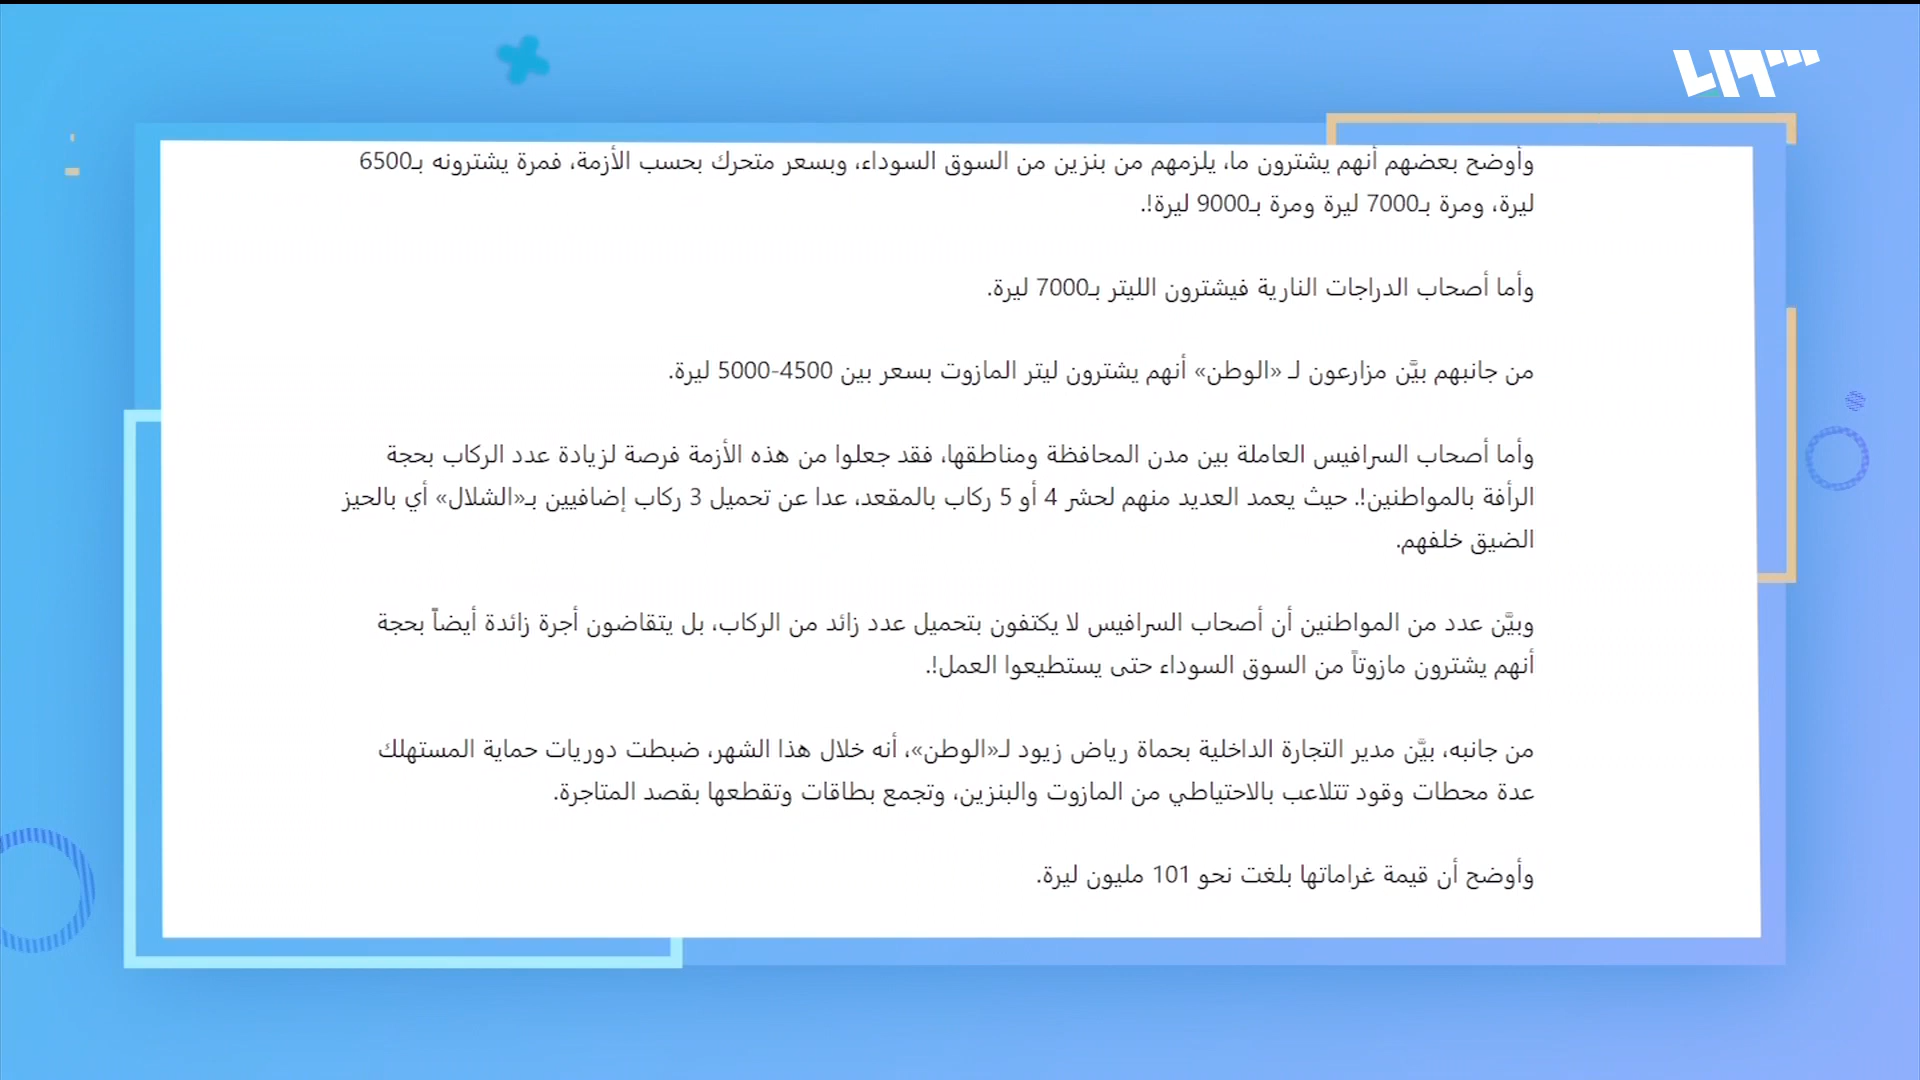 وأوضح بعضهم أنهم يشترون ما، يلزمهم من بنزين من السوق السوداء، وبسعر متحرك بحسب الأزمة، فمرة يشترونه بـ6500
ليرة، ومرة بـ7000 ليرة ومرة بـ9000 ليرة!.
وأما أصحاب الدراجات النارية فيشترون الليتر بـ7000 ليرة.
من جانبهم بيَّن مزارعون لـ «الوطن» أنهم يشترون ليتر المازوت بسعر بين 4500-5000 ليرة.
وأما أصحاب السرافيس العاملة بين مدن المحافظة ومناطقها، فقد جعلوا من هذه الأزمة فرصة لزيادة عدد الركاب بحجة
الرأفة بالمواطنين!. حيث يعمد العديد منهم لحشر 4 أو 5 ركاب بالمقعد، عدا عن تحميل 3 ركاب إضافيين بـ«الشلال» أي بالحيز
الضيق خلفهم.
وبيَّن عدد من المواطنين أن أصحاب السرافيس لا يكتفون بتحميل عدد زائد من الركاب، بل يتقاضون أجرة زائدة أيضاً بحجة
أنهم يشترون مازوتاً من السوق السوداء حتى يستطيعوا العمل!.
من جانبه، بيَّن مدير التجارة الداخلية بحماة رياض زيود لـ«الوطن»، أنه خلال هذا الشهر، ضبطت دوريات حماية المستهلك
عدة محطات وقود تتلاعب بالاحتياطي من المازوت والبنزين، وتجمع بطاقات وتقطعها بقصد المتاجرة.
وأوضح أن قيمة غراماتها بلغت نحو 101 مليون ليرة.